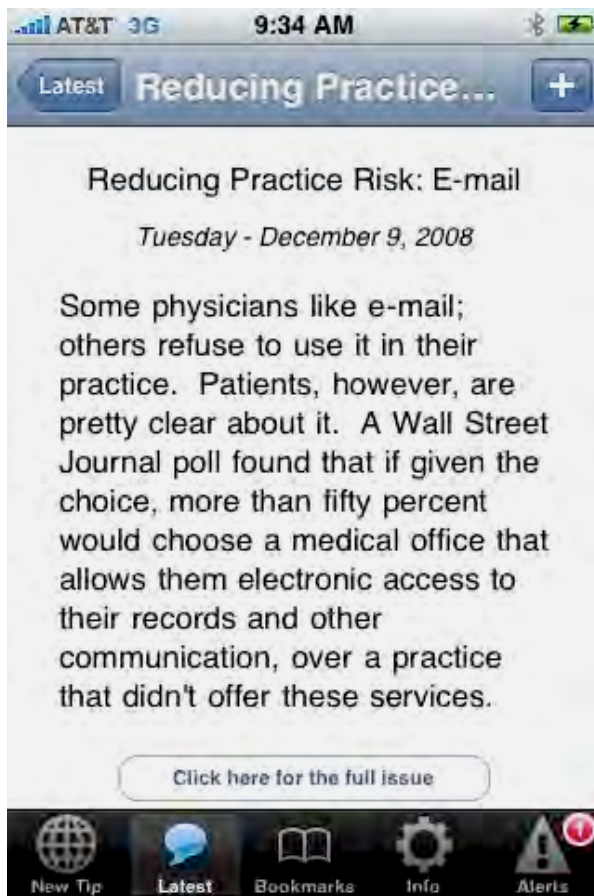 AT&T 3G 9:34 AM
Latest Reducing Practice... +
Reducing Practice Risk: E-mail
Tuesday - December 9, 2008
Some physicians like e-mail;
others refuse to use it in their
practice. Patients, however, are
pretty clear about it. A Wall Street
Journal poll found that if given the
choice, more than fifty percent
would choose a medical office that
allows them electronic access to
their records and other
communication, over a practice
that didn't offer these services.
Click here for the full issue
1
New Tip Latest Bookmarks Info Alerts